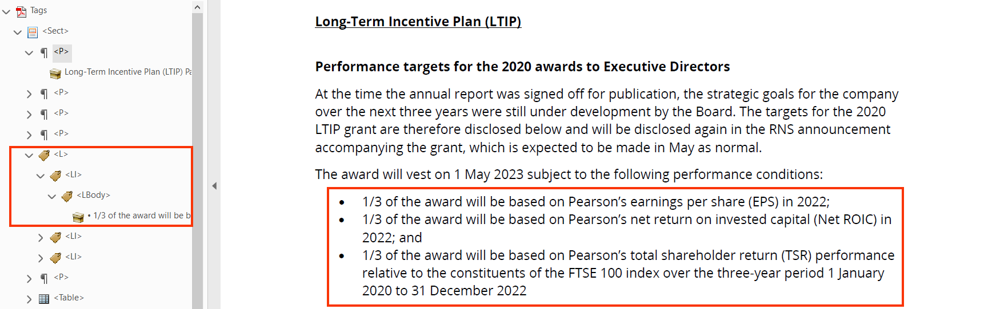 Tags
<Sect>
<P>
Long-Term Incentive Plan (LTIP) Pa
<P>
<P>
<P>
<L>
<LI>
<LBody>
• 1/3 of the award will be b
<LI>
<LI>
<P>
<Table>
Long-Term Incentive Plan (LTIP)
Performance targets for the 2020 awards to Executive Directors
At the time the annual report was signed off for publication, the strategic goals for the company
over the next three years were still under development by the Board. The targets for the 2020
LTIP grant are therefore disclosed below and will be disclosed again in the RNS announcement
accompanying the grant, which is expected to be made in May as normal.
The award will vest on 1 May 2023 subject to the following performance conditions:
• 1/3 of the award will be based on Pearson’s earnings per share (EPS) in 2022;
• 1/3 of the award will be based on Pearson’s net return on invested capital (Net ROIC) in
2022; and
• 1/3 of the award will be based on Pearson’s total shareholder return (TSR) performance
relative to the constituents of the FTSE 100 index over the three-year period 1 January
2020 to 31 December 2022